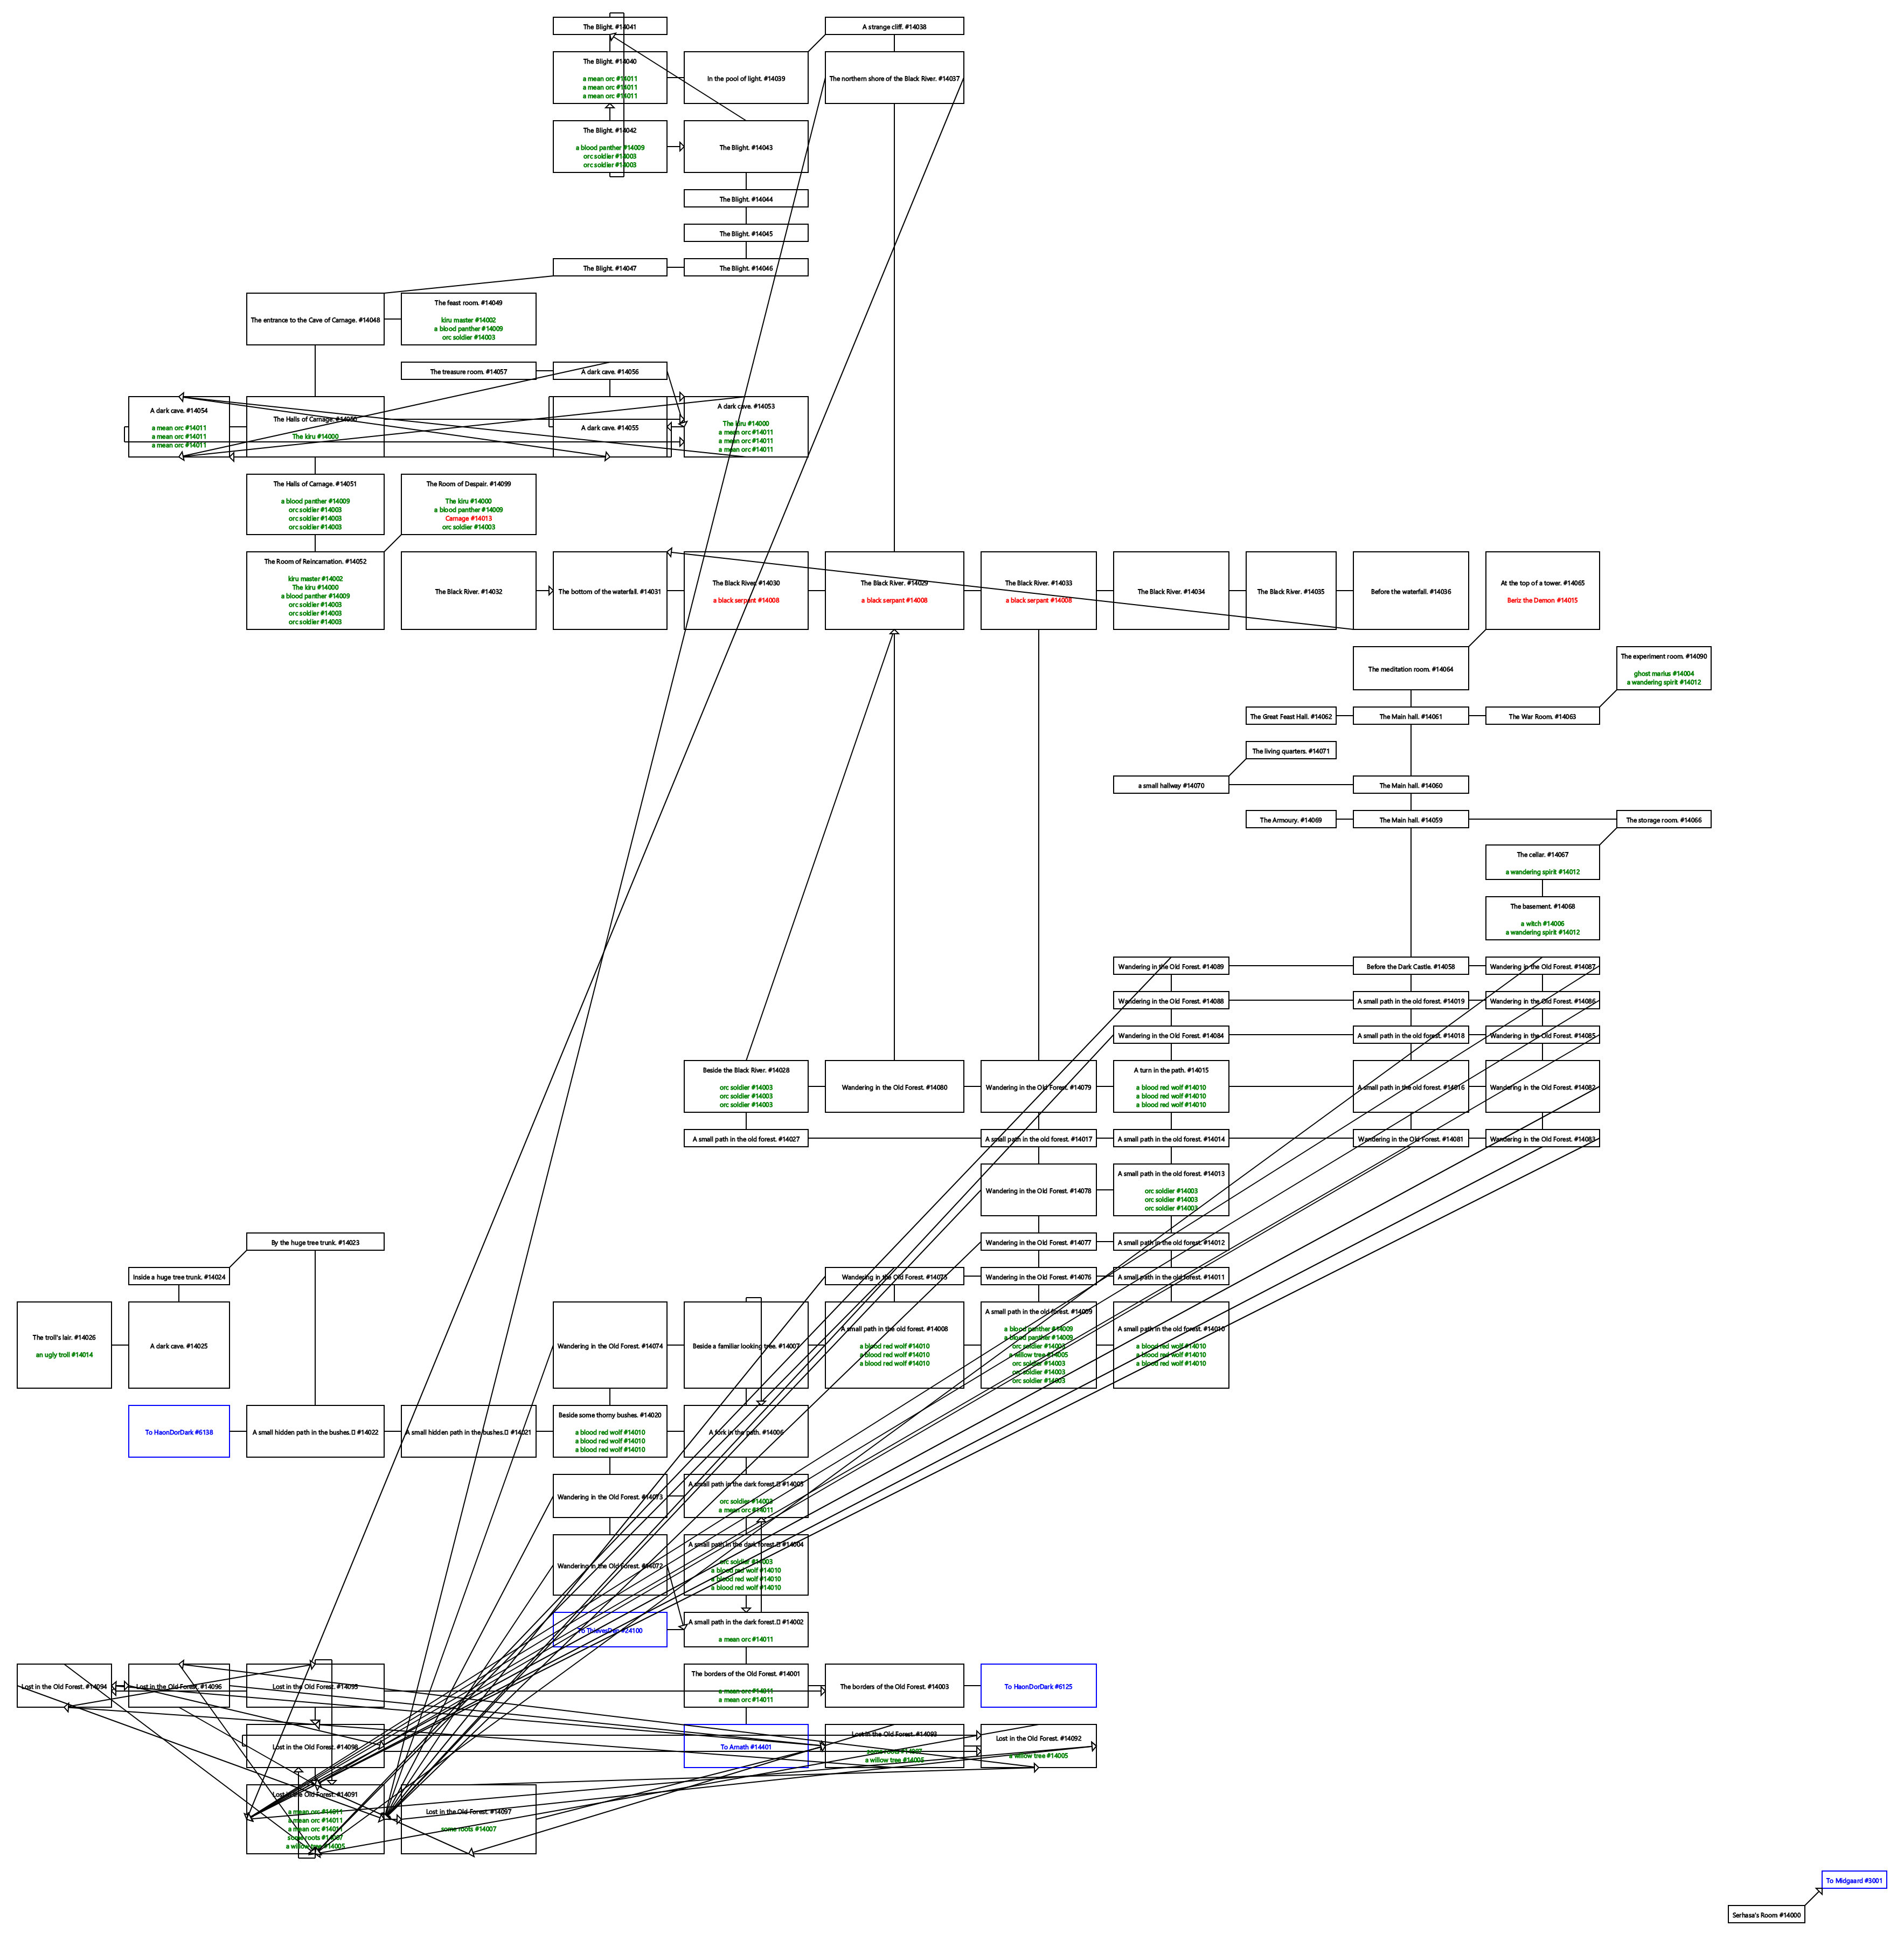 The Blight. #14041
A strange cliff. #14038
The Blight. #14040
a mean orc #14011
a mean orc #14011
a mean orc #14011
In the pool of light. #14039
The northern shore of the Black River. #14037
The Blight. #14042
a blood panther #14009
orc soldier #14003
orc soldier #14003
The Blight. #14043
The Blight. #14044
The Blight. #14045
The Blight. #14047
The Blight. #14046
The entrance to the Cave of Carnage. #14048
The feast room. #14049
kiru master #14002
a blood panther #14009
orc soldier #14003
The treasure room. #14057
A dark cave. #14056
A dark cave. #14054
a mean orc #14011
a mean orc #14011
a mean orc #14011
The Halls of Carnage. #14050
The kiru #14000
A dark cave. #14055
A dark cave. #14053
The kiru #14000
a mean orc #14011
a mean orc #14011
a mean orc #14011
The Halls of Carnage. #14051
a blood panther #14009
orc soldier #14003
orc soldier #14003
orc soldier #14003
The Room of Despair. #14099
The kiru #14000
a blood panther #14009
Carnage #14013
orc soldier #14003
The Room of Reincarnation. #14052
kiru master #14002
The kiru #14000
a blood panther #14009
orc soldier #14003
orc soldier #14003
orc soldier #14003
The Black River. #14032
The bottom of the waterfall. #14031
The Black River. #14030
a black serpant #14008
The Black River. #14029
a black serpant #14008
The Black River. #14033
a black serpant #14008
The Black River. #14034
The Black River. #14035
Before the waterfall. #14036
At the top of a tower. #14065
Beriz the Demon #14015
The meditation room. #14064
The experiment room. #14090
ghost marius #14004
a wandering spirit #14012
The Great Feast Hall. #14062
The Main hall. #14061
The War Room. #14063
The living quarters. #14071
a small hallway #14070
The Main hall. #14060
The Armoury. #14069
The Main hall. #14059
The storage room. #14066
The cellar. #14067
a wandering spirit #14012
The basement. #14068
a witch #14006
a wandering spirit #14012
Wandering in the Old Forest. #14089
Before the Dark Castle. #14058
Wandering in the Old Forest. #14087
Wandering in the Old Forest. #14088
A small path in the old forest. #14019
Wandering in the Old Forest. #14086
Wandering in the Old Forest. #14084
A small path in the old forest. #14018
Wandering in the Old Forest. #14085
Beside the Black River. #14028
orc soldier #14003
orc soldier #14003
orc soldier #14003
Wandering in the Old Forest. #14080
Wandering in the Old Forest. #14079
A turn in the path. #14015
a blood red wolf #14010
a blood red wolf #14010
a blood red wolf #14010
A small path in the old forest. #14016
Wandering in the Old Forest. #14082
A small path in the old forest. #14027
A small path in the old forest. #14017
A small path in the old forest. #14014
Wandering in the Old Forest. #14081
Wandering in the Old Forest. #14083
Wandering in the Old Forest. #14078
A small path in the old forest. #14013
orc soldier #14003
orc soldier #14003
orc soldier #14003
By the huge tree trunk. #14023
Wandering in the Old Forest. #14077
A small path in the old forest. #14012
Inside a huge tree trunk. #14024
Wandering in the Old Forest. #14075
Wandering in the Old Forest. #14076
A small path in the old forest. #14011
The troll's lair. #14026
an ugly troll #14014
A dark cave. #14025
Wandering in the Old Forest. #14074
Beside a familiar looking tree. #14007
A small path in the old forest. #14008
a blood red wolf #14010
a blood red wolf #14010
a blood red wolf #14010
A small path in the old forest. #14009
a blood panther #14009
a blood panther #14009
orc soldier #14003
a willow tree #14005
orc soldier #14003
orc soldier #14003
orc soldier #14003
A small path in the old forest. #14010
a blood red wolf #14010
a blood red wolf #14010
a blood red wolf #14010
To HaonDorDark #6138
A small hidden path in the bushes. #14022
A small hidden path in the bushes. #14021
Beside some thorny bushes. #14020
a blood red wolf #14010
a blood red wolf #14010
a blood red wolf #14010
A fork in the path. #14006
Wandering in the Old Forest. #14073
A small path in the dark forest. #14005
orc soldier #14003
a mean orc #14011
Wandering in the Old Forest. #14072
A small path in the dark forest. #14004
orc soldier #14003
a blood red wolf #14010
a blood red wolf #14010
a blood red wolf #14010
To ThievesDen #24100
A small path in the dark forest. #14002
a mean orc #14011
Lost in the Old Forest. #14094
Lost in the Old Forest. #14096
Lost in the Old Forest. #14095
The borders of the Old Forest. #14001
a mean orc #14011
a mean orc #14011
The borders of the Old Forest. #14003
To HaonDorDark #6125
Lost in the Old Forest. #14098
To Arnath #14401
Lost in the Old Forest. #14093
some roots #14007
a willow tree #14005
Lost in the Old Forest. #14092
a willow tree #14005
Lost in the Old Forest. #14091
a mean orc #14011
a mean orc #14011
a mean orc #14011
some roots #14007
a willow tree #14005
Lost in the Old Forest. #14097
some roots #14007
To Midgaard #3001
Serhasa's Room #14000